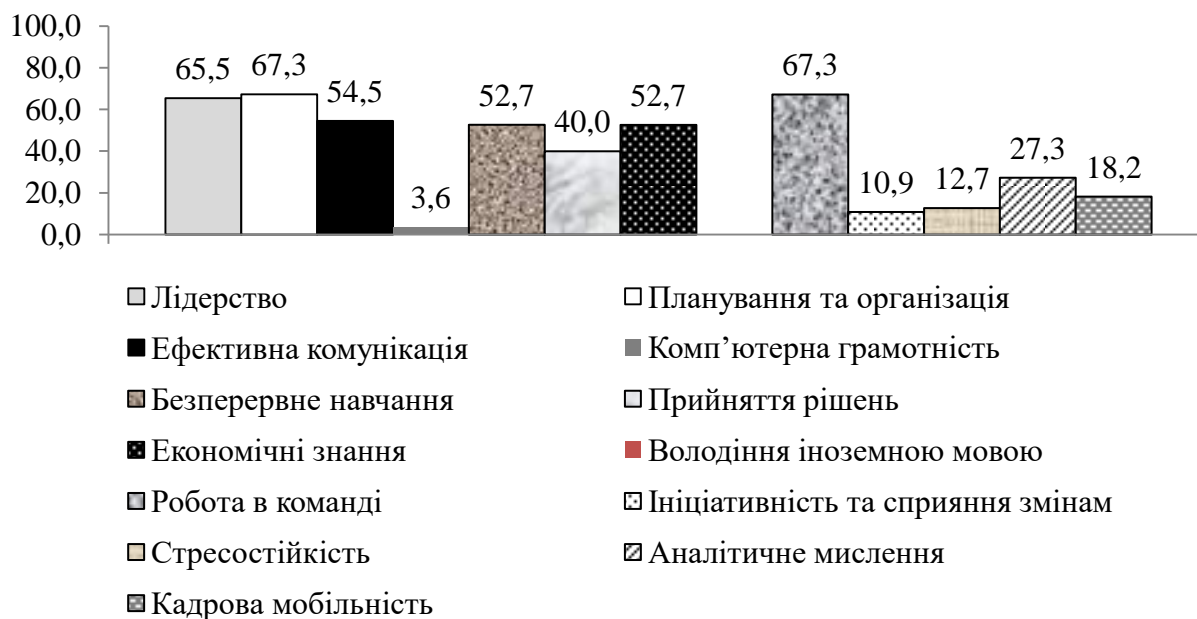 100,0
80,0
60,0
40,0
20,0
0,0
65,5 67,3 54,5 3,6 52,7 40,0 52,7 67,3 10,9 12,7 27,3 18,2
Лідерство Планування та організація
Ефективна комунікація Комп’ютерна грамотність
Безперервне навчання Прийняття рішень
Економічні знання Володіння іноземною мовою
Робота в команді Ініціативність та сприяння змінам
Стресостійкість Аналітичне мислення
Кадрова мобільність